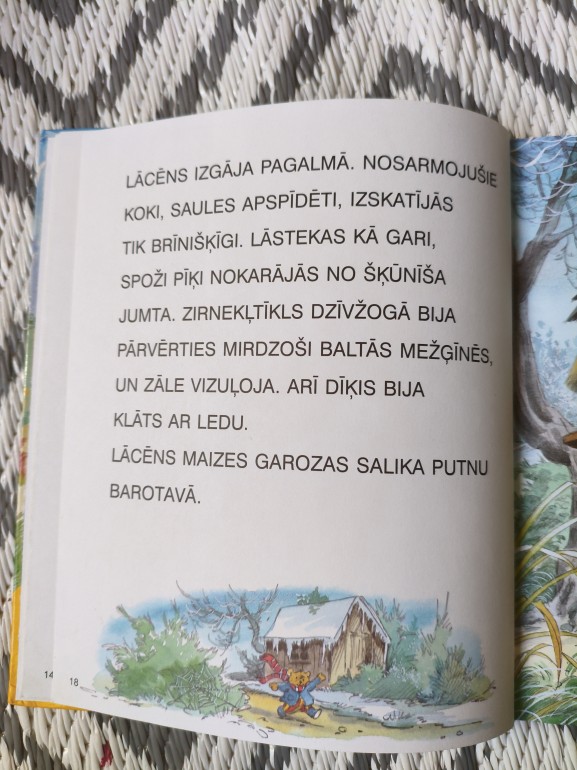 LĀCĒNS IZGĀJA PAGALMĀ. NOSARMOJUŠIE
KOKI, SAULES APSPĪDĒTI, IZSKATĪJĀS
TIK BRĪNIŠĶĪGI. LĀSTEKAS KĀ GARI,
SPOŽI PĪĶI NOKARĀJĀS NO ŠĶŪNĪŠA
JUMTA. ZIRNEKĻTĪKLS DZĪVŽOGĀ BIJA
PĀRVĒRTIES MIRDZOŠI BALTĀS MEŽĢĪNĒS,
UN ZĀLE VIZUĻOJA. ARĪ DĪĶIS BIJA
KLĀTS AR LEDU.
LĀCĒNS MAIZES GAROZAS SALIKA PUTNU
BAROTAVĀ.
14
18